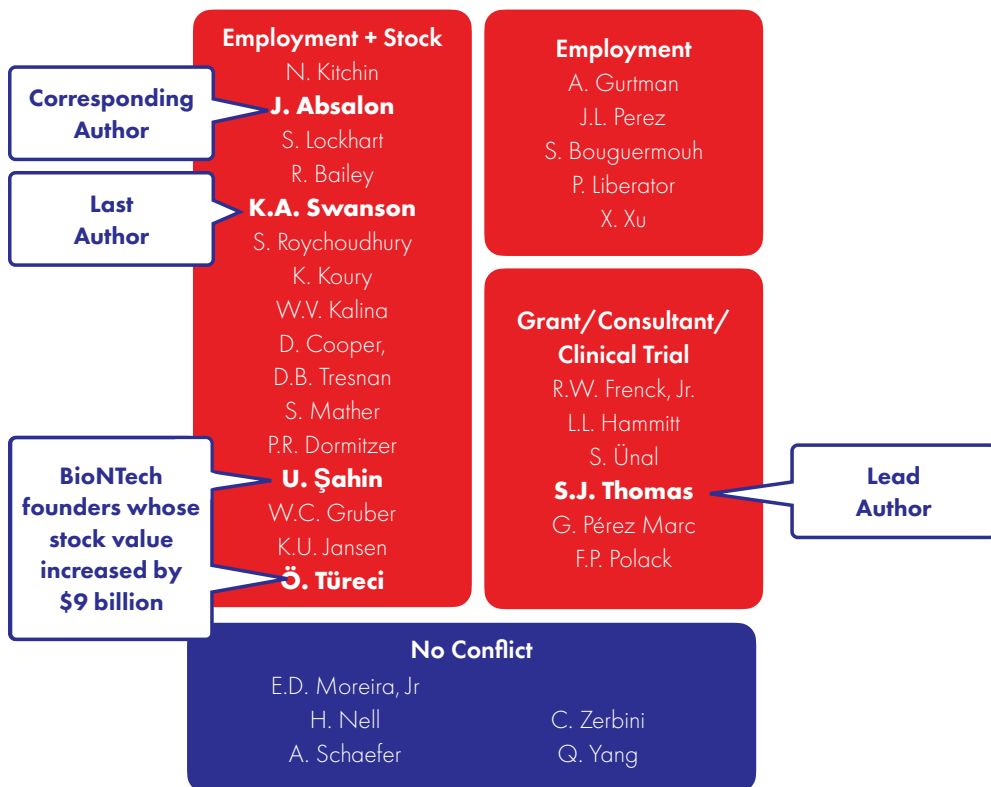 Employment + Stock
N. Kitchin
J. Absalon
S. Lockhart
R. Bailey
K.A. Swanson
S. Roychoudhury
K. Koury
W.V. Kalina
D. Cooper,
D.B. Tresnan
S. Mather
P.R. Dormitzer
U. Şahin
W.C. Gruber
K.U. Jansen
Ö. Türeci
Corresponding
Author
Last
Author
BioNTech
founders whose
stock value
increased by
$9 billion
Employment
A. Gurtman
J.L. Perez
S. Bouguermouh
P. Liberator
X. Xu
Grant/Consultant/
Clinical Trial
R.W. Frenck, Jr.
L.L. Hammitt
S. Ünal
S.J. Thomas
G. Pérez Marc
F.P. Polack
Lead
Author
No Conflict
E.D. Moreira, Jr
H. Nell
A. Schaefer
C. Zerbini
Q. Yang